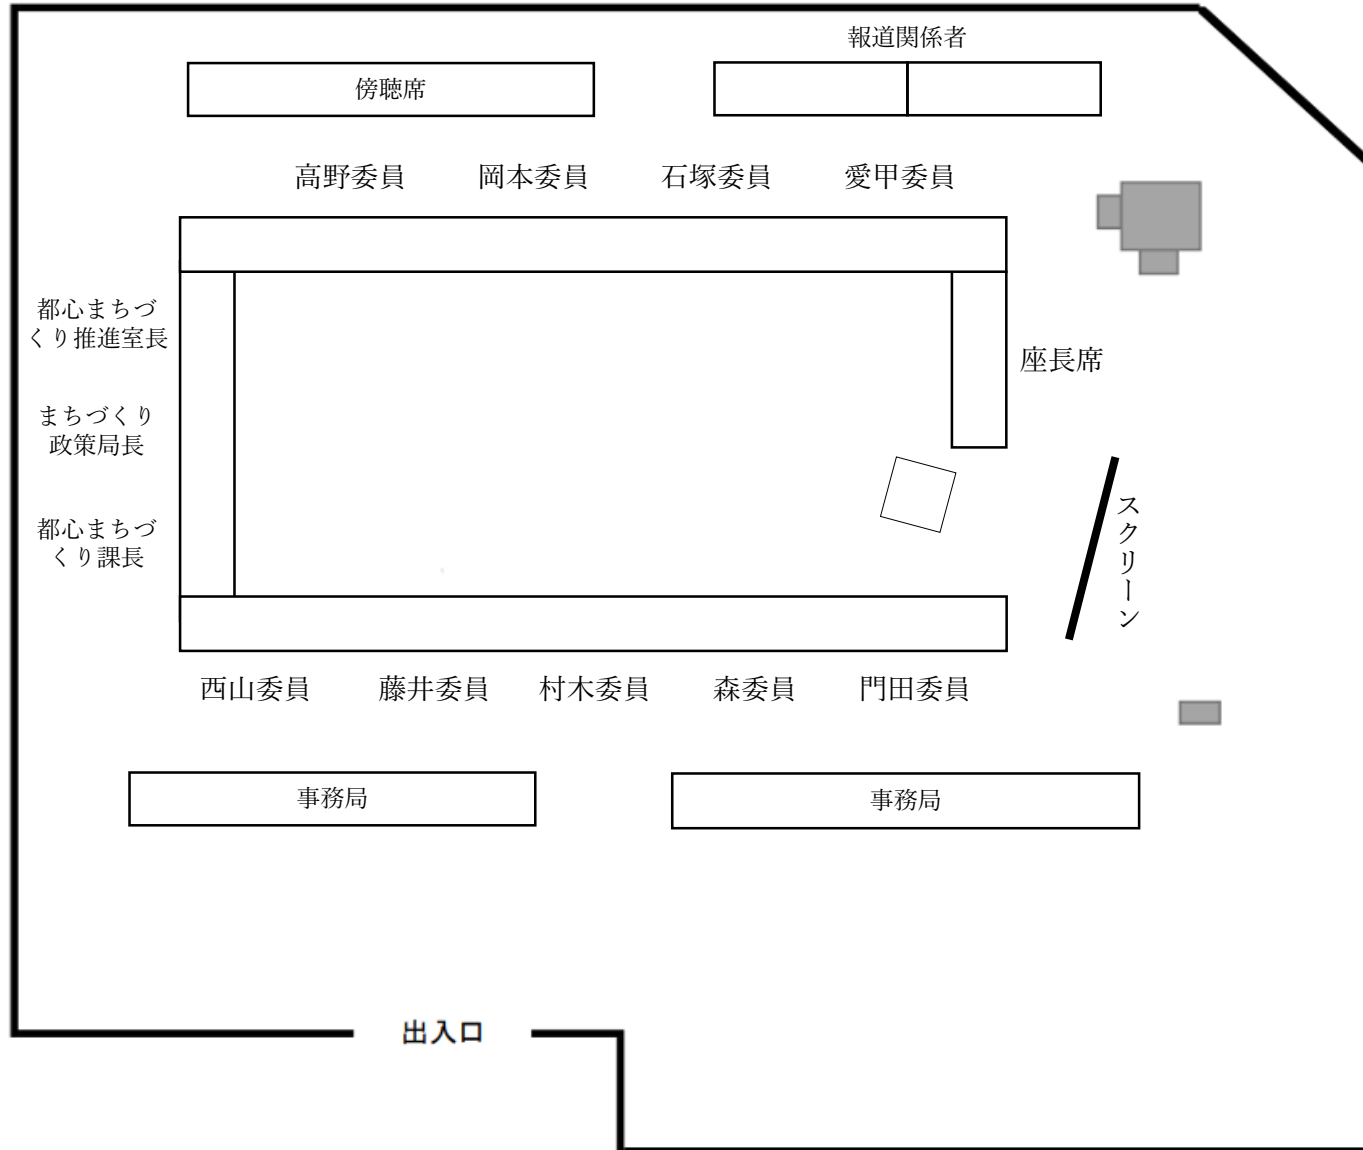 報道関係者
傍聴席
高野委員
岡本委員
石塚委員
愛甲委員
都心まちづ
くり推進室長
座長席
まちづくり
政策局長
都心まちづ
くり課長
スクリーン
西山委員
藤井委員
村木委員
森委員
門田委員
事務局
事務局
出入口